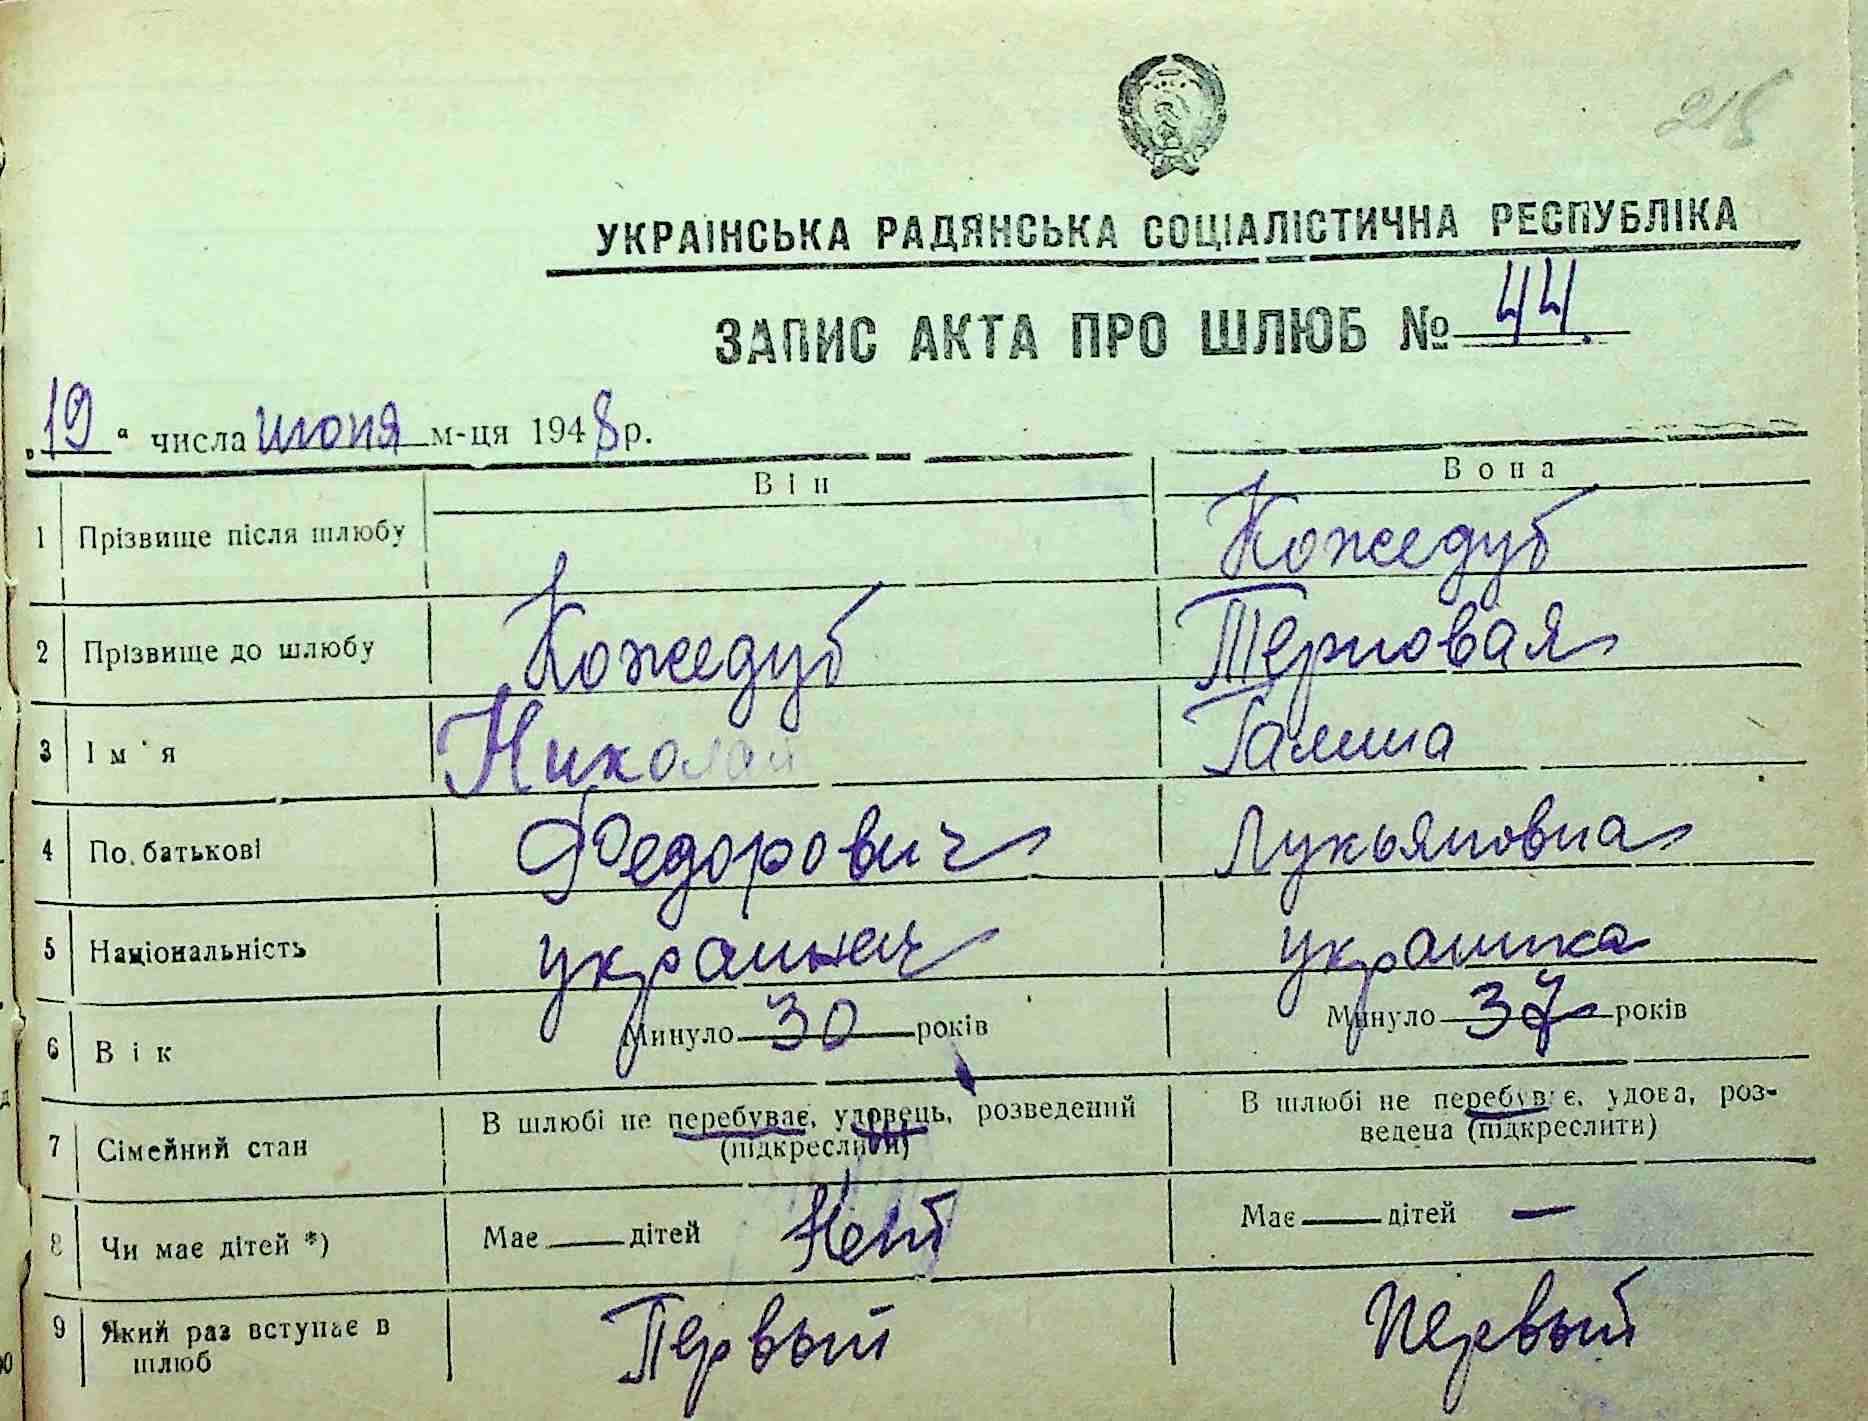 215
УКРАЇНСЬКА РАДЯНСЬКА СОЦІАЛІСТИЧНА РЕСПУБЛІКА
ЗАПИС АКТА ПРО ШЛЮБ № 44.
„19“ числа июня м-ця 1948 р.
Він Вона
1 Прізвище після шлюбу Кожедуб
2 Прізвище до шлюбу Кожедуб Терновая
3 Ім'я Николай Галина
4 По батькові Федорович Лукьяновна
5 Національність украинец украинка
6 Вік Минуло 30 років Минуло 37 років
7 Сімейний стан В шлюбі не перебуває, удовець, розведений (підкреслити) В шлюбі не перебуває, удова, розведена (підкреслити)
8 Чи має дітей *) Має — дітей Нет Має — дітей —
9 Який раз вступає в шлюб Первый Первый